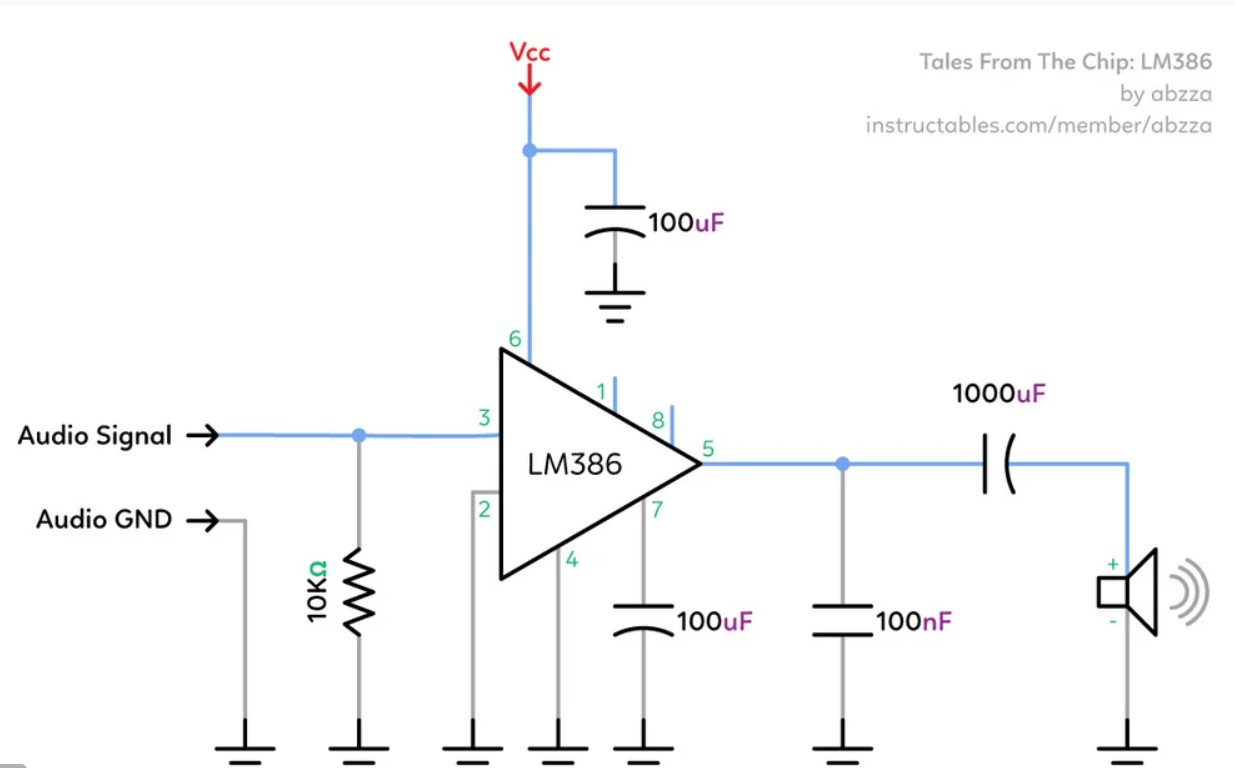 Vcc
Tales From The Chip: LM386
by abzza
instructables.com/member/abzza
100uF
6
1
8
1000uF
3
Audio Signal
5
LM386
2
7
Audio GND
4
+
10KΩ
100uF
100nF
-